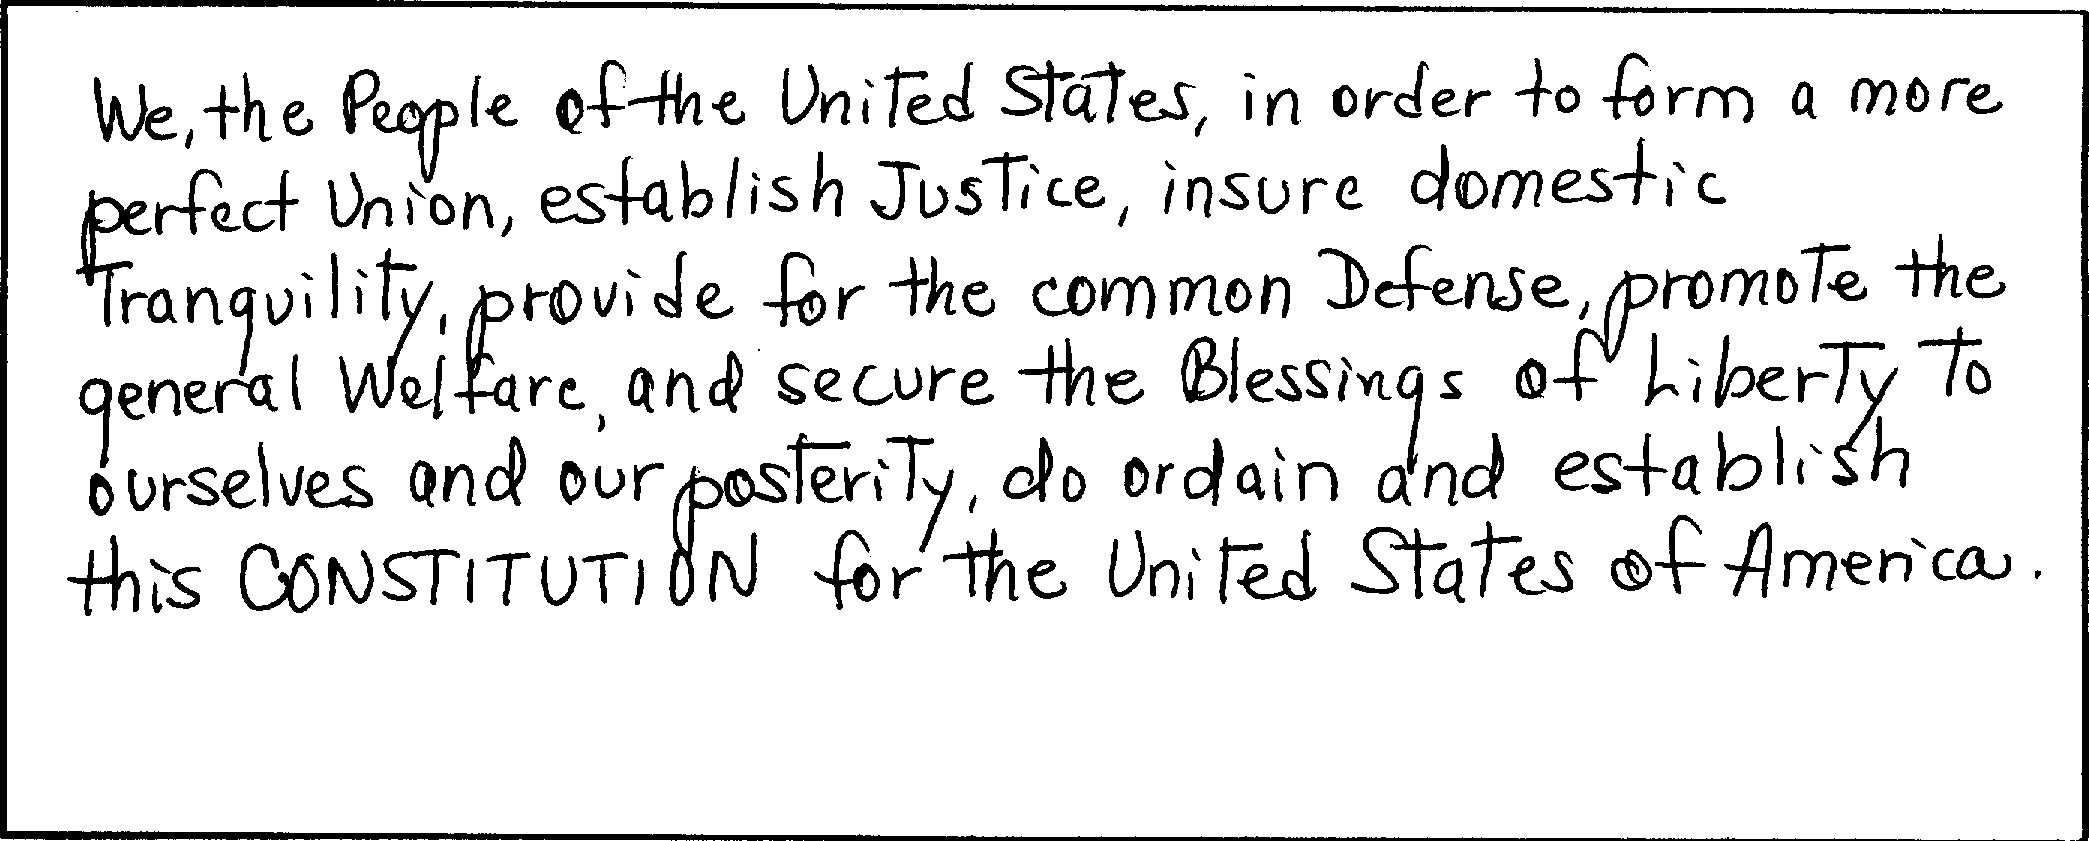 We, the People of the United States, in order to form a more
perfect Union, establish Justice, insure domestic
Tranquility, provide for the common Defense, promote the
general Welfare, and secure the Blessings of Liberty to
ourselves and our posterity, do ordain and establish
this CONSTITUTION for the United States of America.